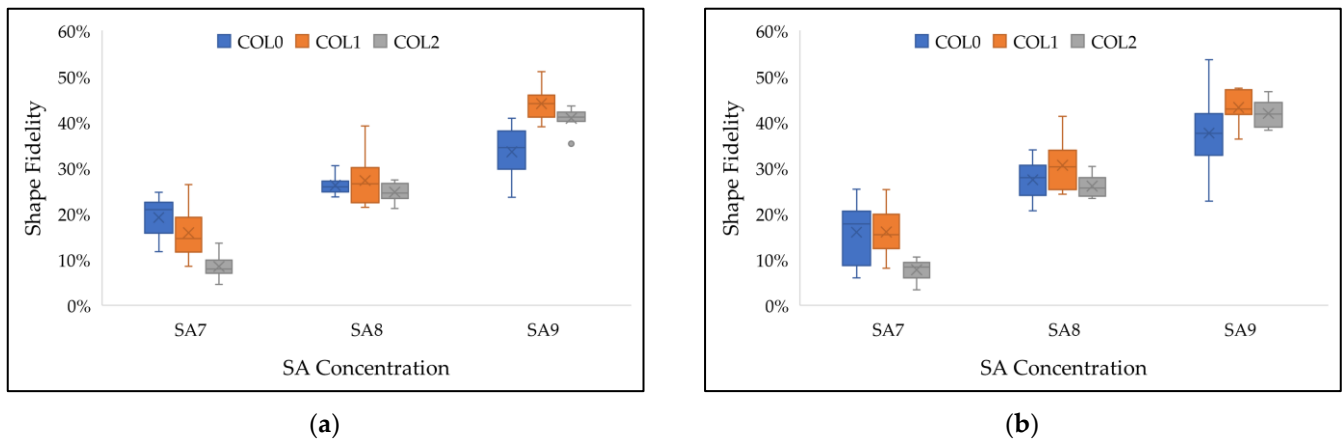 60%
50%
40%
30%
20%
10%
0%
Shape Fidelity
COL0 COL1 COL2
SA7 SA8 SA9
SA Concentration
(a)
60%
50%
40%
30%
20%
10%
0%
Shape Fidelity
COL0 COL1 COL2
SA7 SA8 SA9
SA Concentration
(b)